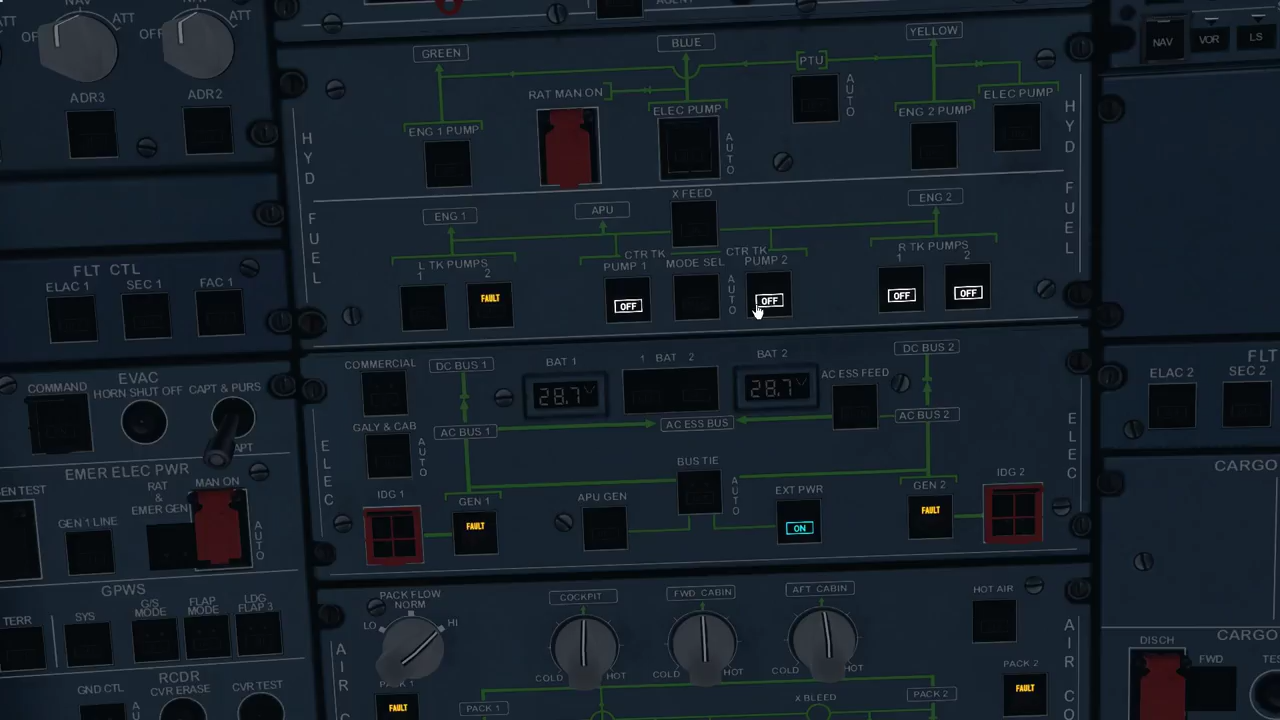 NAV
ATT
OFF
ATT
ADR3
ADR2
AGENT
NAV
VOR
LS
HYD
GREEN
BLUE
YELLOW
PTU
AUTO
RAT MAN ON
ENG 1 PUMP
ELEC PUMP
AUTO
ENG 2 PUMP
ELEC PUMP
HYD
FUEL
X FEED
ENG 1
APU
ENG 2
L TK PUMPS
1
2
FAULT
CTR TK
PUMP 1
OFF
MODE SEL
AUTO
CTR TK
PUMP 2
OFF
R TK PUMPS
1
2
OFF
OFF
FUEL
FLT CTL
ELAC 1
SEC 1
FAC 1
EVAC
COMMAND
HORN SHUT OFF
CAPT & PURS
ELEC
COMMERCIAL
DC BUS 1
BAT 1
28.7V
1 BAT 2
BAT 2
28.7V
AC ESS FEED
DC BUS 2
GALY & CAB
AUTO
AC BUS 1
AC ESS BUS
AC BUS 2
BUS TIE
AUTO
IDG 1
GEN 1
FAULT
APU GEN
EXT PWR
ON
GEN 2
FAULT
IDG 2
ELEC
FLT
ELAC 2
SEC 2
EMER ELEC PWR
GEN 1 LINE
RAT
&
EMER GEN
MAN ON
AUTO
GPWS
TERR
SYS
G/S
MODE
FLAP
MODE
LDG
FLAP 3
RCDR
GND CTL
CVR ERASE
CVR TEST
AIR
PACK FLOW
LO
NORM
HI
COCKPIT
FWD CABIN
AFT CABIN
HOT AIR
COLD
HOT
COLD
HOT
COLD
HOT
PACK 1
FAULT
PACK 1
X BLEED
PACK 2
PACK 2
FAULT
CARGO
CARGO
DISCH
FWD